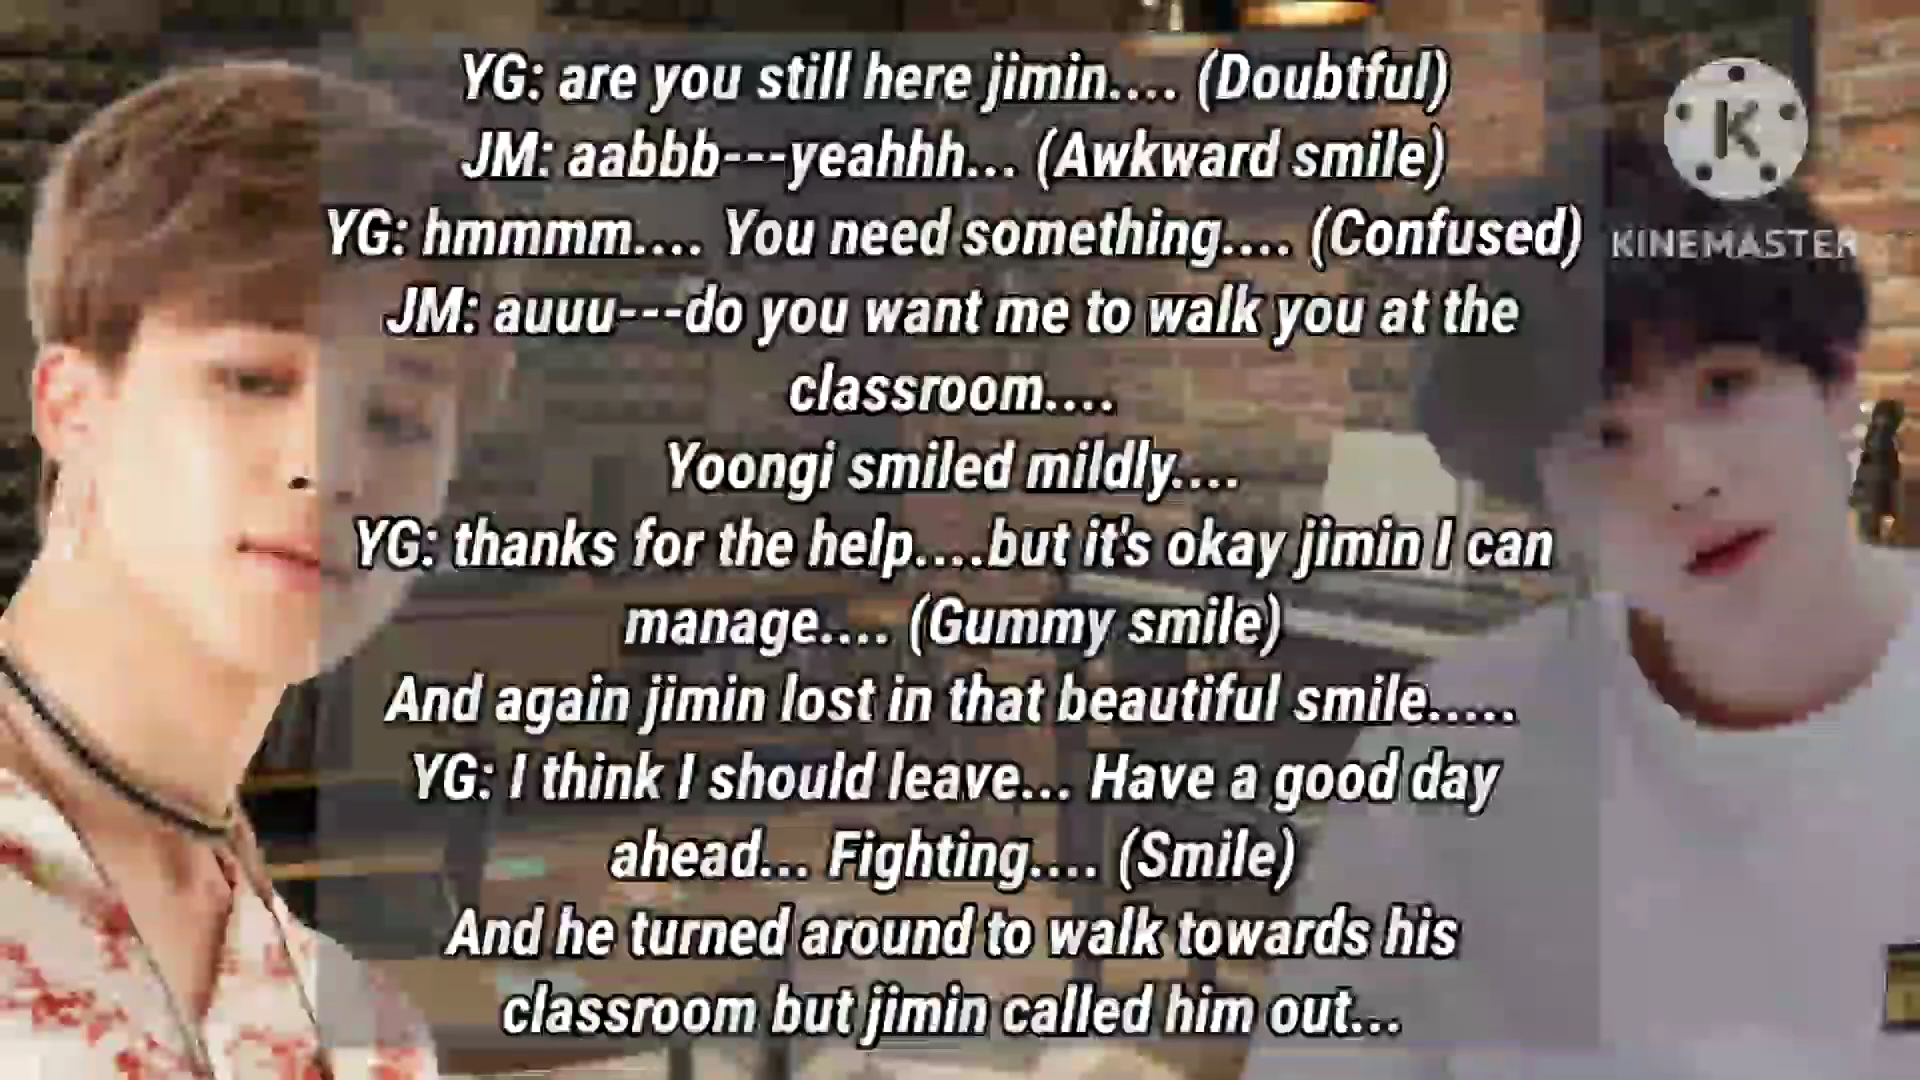 YG: are you still here jimin.... (Doubtful)
JM: aabbb---yeahhh... (Awkward smile)
YG: hmmmm.... You need something.... (Confused)
JM: auuu---do you want me to walk you at the
classroom....
Yoongi smiled mildly....
YG: thanks for the help....but it's okay jimin I can
manage.... (Gummy smile)
And again jimin lost in that beautiful smile.....
YG: I think I should leave... Have a good day
ahead... Fighting.... (Smile)
And he turned around to walk towards his
classroom but jimin called him out...
K
KINEMASTER